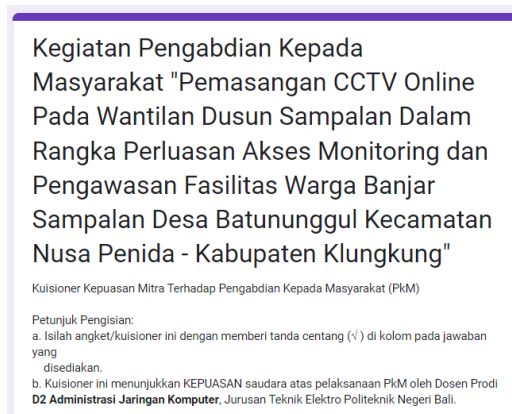 Kegiatan Pengabdian Kepada
Masyarakat "Pemasangan CCTV Online
Pada Wantilan Dusun Sampalan Dalam
Rangka Perluasan Akses Monitoring dan
Pengawasan Fasilitas Warga Banjar
Sampalan Desa Batununggul Kecamatan
Nusa Penida - Kabupaten Klungkung"
Kuisioner Kepuasan Mitra Terhadap Pengabdian Kepada Masyarakat (PkM)
Petunjuk Pengisian:
a. Isilah angket/kuisioner ini dengan memberi tanda centang (√ ) di kolom pada jawaban
yang
disediakan.
b. Kuisioner ini menunjukkan KEPUASAN saudara atas pelaksanaan PkM oleh Dosen Prodi
D2 Administrasi Jaringan Komputer, Jurusan Teknik Elektro Politeknik Negeri Bali.